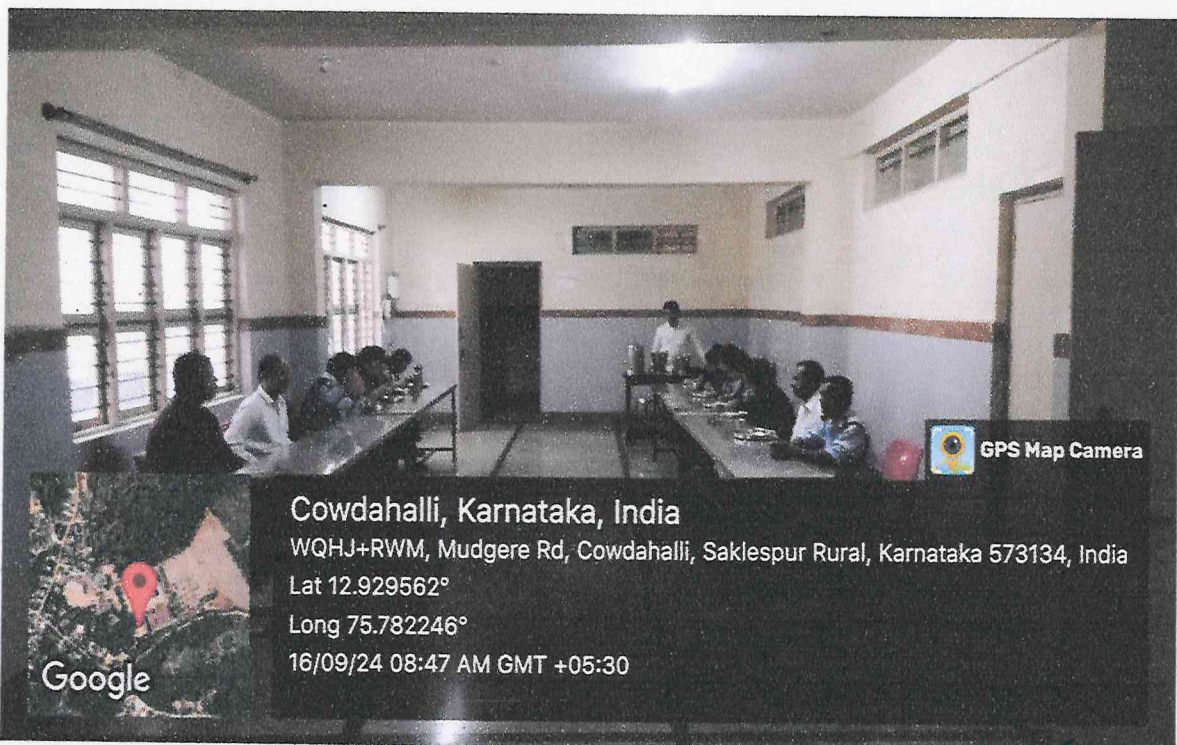 GPS Map Camera
Cowdahalli, Karnataka, India
WQHJ+RWM, Mudgere Rd, Cowdahalli, Saklespur Rural, Karnataka 573134, India
Lat 12.929562°
Long 75.782246°
16/09/24 08:47 AM GMT +05:30
Google